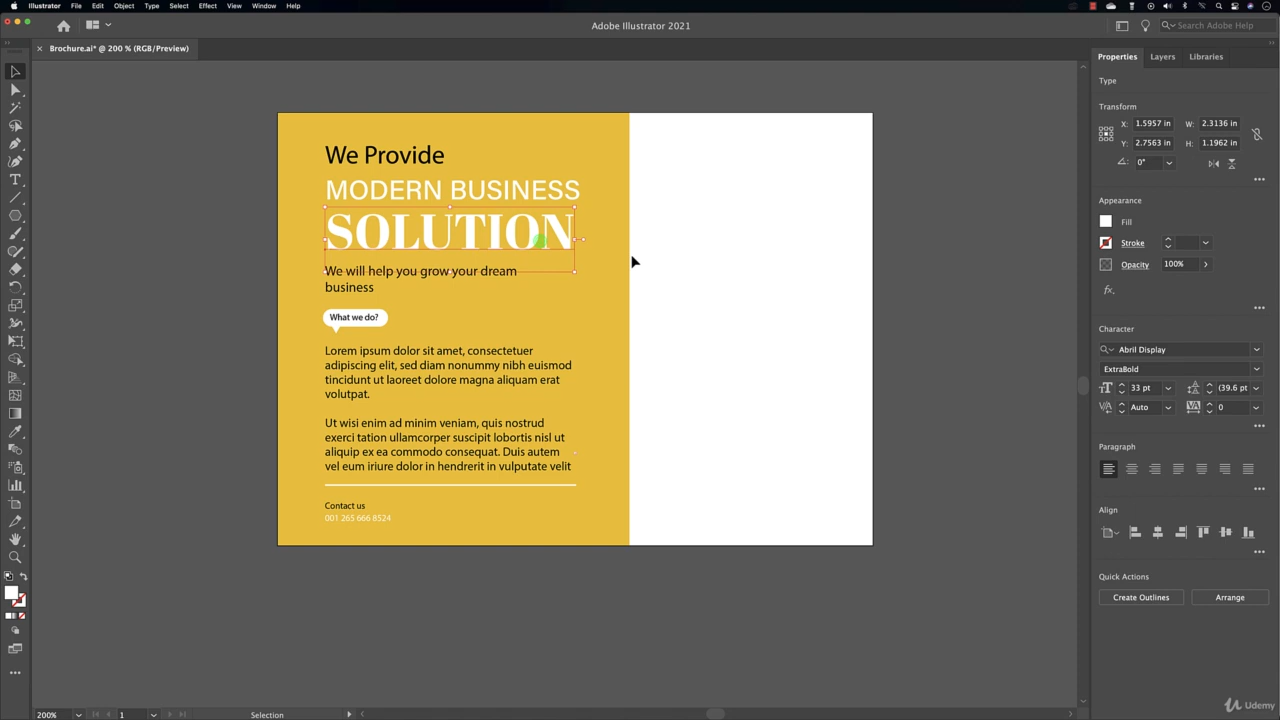 Illustrator File Edit Object Type Select Effect View Window Help
Adobe Illustrator 2021
Search Adobe Help
× Brochure.ai* @ 200 % (RGB/Preview)
Properties Layers Libraries
Type
Transform
X: 1.5957 in W: 2.3136 in
Y: 2.7563 in H: 1.1962 in
0°
Appearance
Fill
Stroke
Opacity 100%
fx.
Character
Abril Display
ExtraBold
33 pt (39.6 pt
Auto 0
Paragraph
Align
Quick Actions
Create Outlines Arrange
We Provide
MODERN BUSINESS
SOLUTION
We will help you grow your dream
business
What we do?
Lorem ipsum dolor sit amet, consectetuer
adipiscing elit, sed diam nonummy nibh euismod
tincidunt ut laoreet dolore magna aliquam erat
volutpat.
Ut wisi enim ad minim veniam, quis nostrud
exerci tation ullamcorper suscipit lobortis nisl ut
aliquip ex ea commodo consequat. Duis autem
vel eum iriure dolor in hendrerit in vulputate velit
Contact us
001 265 666 8524
200% 1 Selection
Udemy